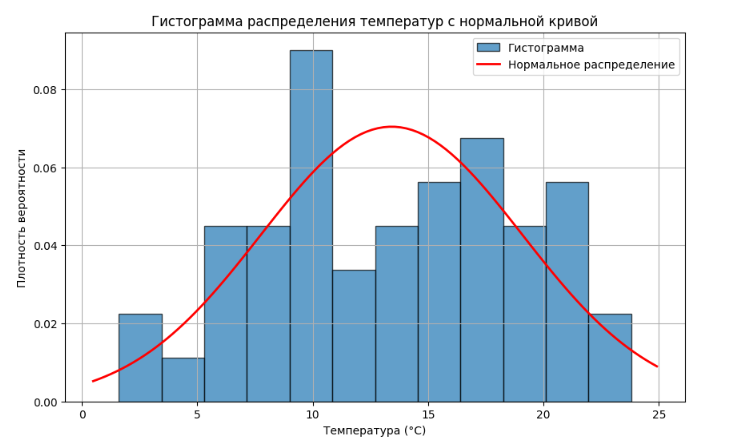 Гистограмма распределения температур с нормальной кривой
Гистограмма
Нормальное распределение
Плотность вероятности
0.08
0.06
0.04
0.02
0.00
0 5 10 15 20 25
Температура (°C)